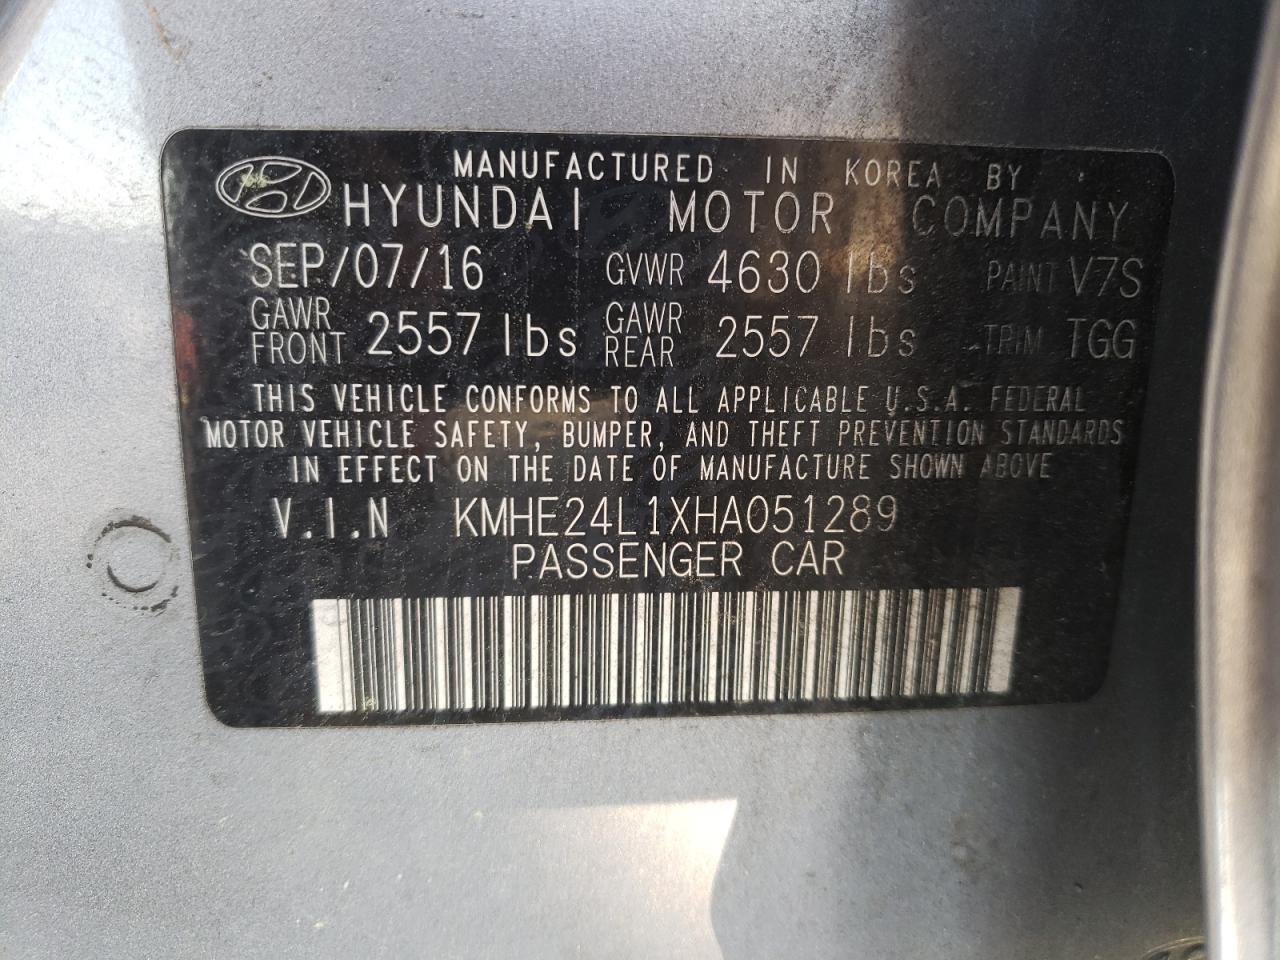 MANUFACTURED IN KOREA BY
HYUNDAI MOTOR COMPANY
SEP/07/16 GVWR 4630 lbs PAINT V7S
GAWR FRONT 2557 lbs GAWR REAR 2557 lbs TRIM TGG
THIS VEHICLE CONFORMS TO ALL APPLICABLE U.S.A. FEDERAL
MOTOR VEHICLE SAFETY, BUMPER, AND THEFT PREVENTION STANDARDS
IN EFFECT ON THE DATE OF MANUFACTURE SHOWN ABOVE
V.I.N KMHE24L1XHA051289
PASSENGER CAR